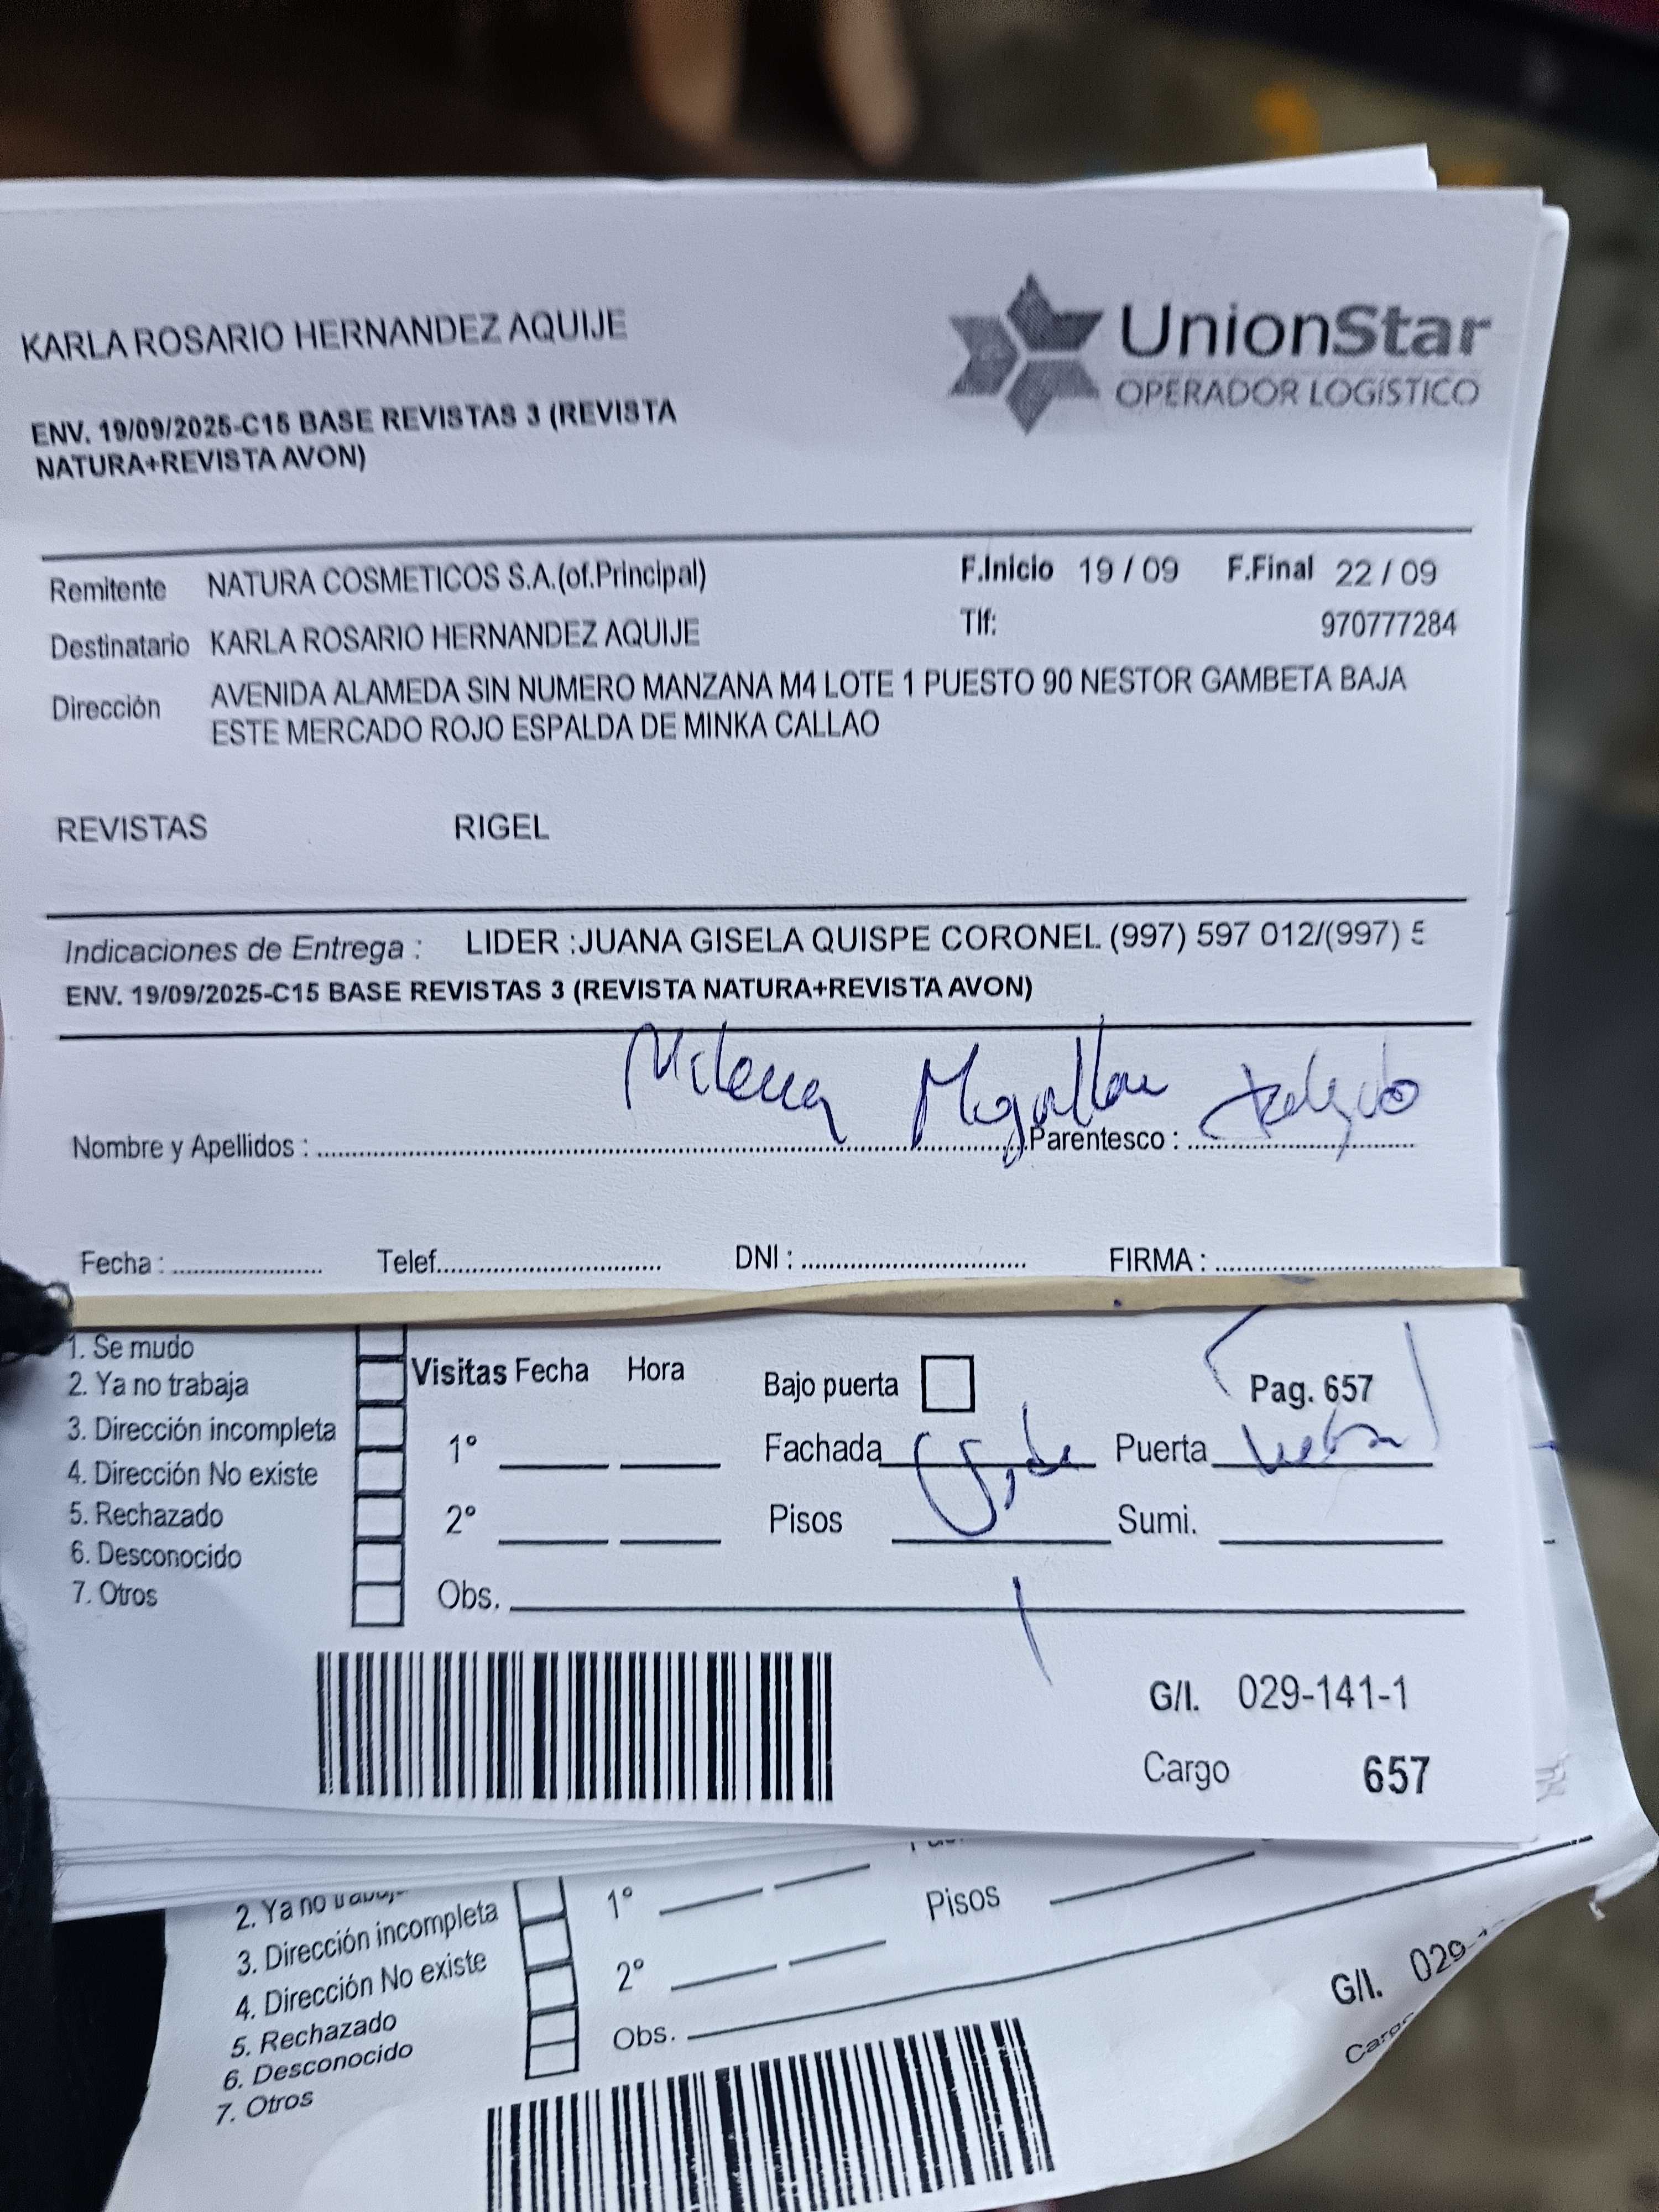 KARLA ROSARIO HERNANDEZ AQUIJE
UnionStar
OPERADOR LOGÍSTICO
ENV. 19/09/2025-C15 BASE REVISTAS 3 (REVISTA
NATURA+REVISTA AVON)
Remitente NATURA COSMETICOS S.A.(of.Principal) F.Inicio 19 / 09 F.Final 22 / 09
Destinatario KARLA ROSARIO HERNANDEZ AQUIJE Tlf: 970777284
Dirección AVENIDA ALAMEDA SIN NUMERO MANZANA M4 LOTE 1 PUESTO 90 NESTOR GAMBETA BAJA
ESTE MERCADO ROJO ESPALDA DE MINKA CALLAO
REVISTAS RIGEL
Indicaciones de Entrega : LIDER :JUANA GISELA QUISPE CORONEL (997) 597 012/(997) 5
ENV. 19/09/2025-C15 BASE REVISTAS 3 (REVISTA NATURA+REVISTA AVON)
Milena
Nombre y Apellidos : Parentesco :
Fecha : Telef. DNI : FIRMA :
1. Se mudo
2. Ya no trabaja
3. Dirección incompleta
4. Dirección No existe
5. Rechazado
6. Desconocido
7. Otros
Visitas Fecha Hora
1°
2°
Obs.
Bajo puerta Pag. 657
Fachada Puerta
Pisos Sumi.
G/I. 029-141-1
Cargo 657
2. Ya no
3. Dirección incompleta
4. Dirección No existe
5. Rechazado
6. Desconocido
7. Otros
1°
2°
Obs.
Pisos
G/I. 029-
Cargo